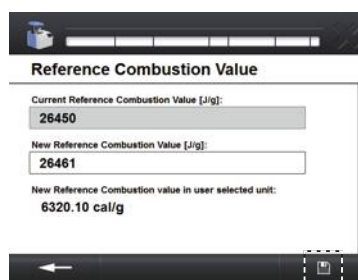 Reference Combustion Value
Current Reference Combustion Value [J/g]:
26450
New Reference Combustion Value [J/g]:
26461
New Reference Combustion value in user selected unit:
6320.10 cal/g